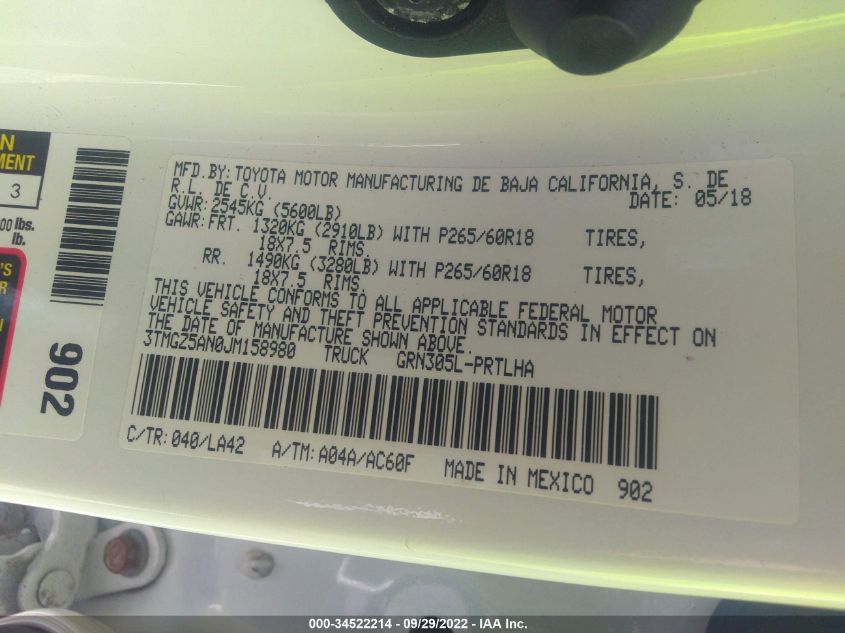 N
MENT
3
00 lbs.
lb.
'S
R
N
902
MFD.BY: TOYOTA MOTOR MANUFACTURING DE BAJA CALIFORNIA, S. DE
R.L. DE C.V. DATE: 05/18
GVWR: 2545KG (5600LB)
GAWR: FRT. 1320KG (2910LB) WITH P265/60R18 TIRES,
18X7.5 RIMS.
RR. 1490KG (3280LB) WITH P265/60R18 TIRES,
18X7.5 RIMS.
THIS VEHICLE CONFORMS TO ALL APPLICABLE FEDERAL MOTOR
VEHICLE SAFETY AND THEFT PREVENTION STANDARDS IN EFFECT ON
THE DATE OF MANUFACTURE SHOWN ABOVE.
3TMGZ5AN0JM158980 TRUCK GRN305L-PRTLHA
C/TR: 040/LA42 A/TM: A04A/AC60F MADE IN MEXICO 902
000-34522214 - 09/29/2022 - IAA Inc.